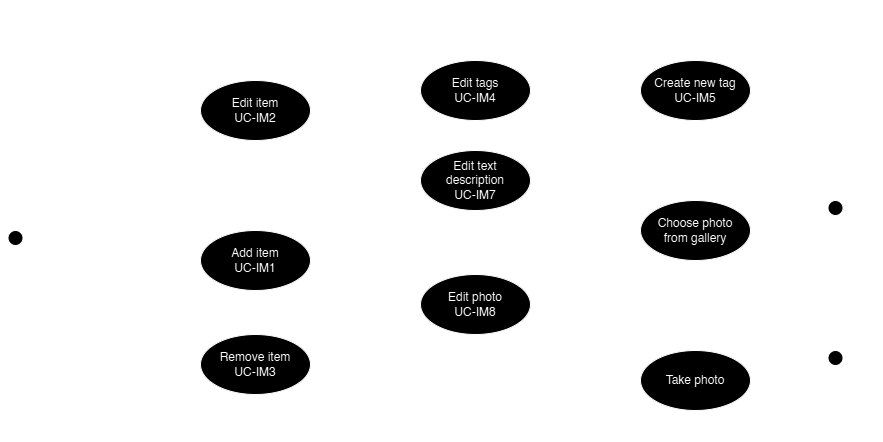 Edit item
UC-IM2
Edit tags
UC-IM4
Create new tag
UC-IM5
Edit text
description
UC-IM7
Choose photo
from gallery
Add item
UC-IM1
Edit photo
UC-IM8
Remove item
UC-IM3
Take photo